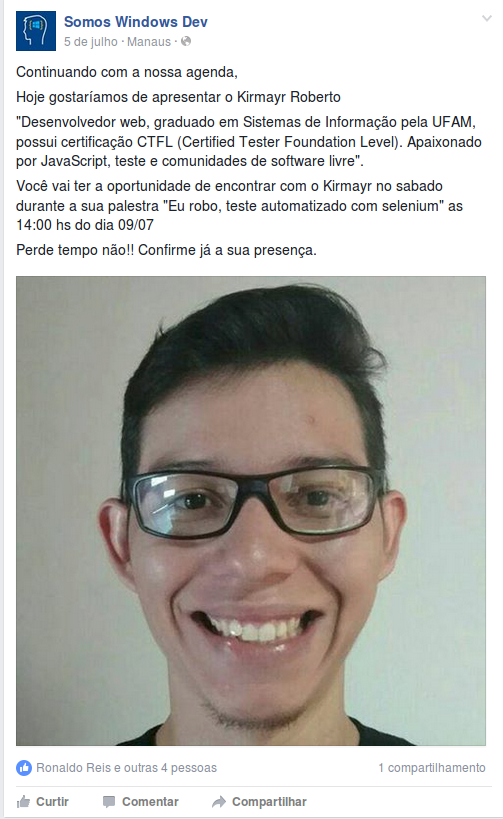 Somos Windows Dev
5 de julho · Manaus ·
Continuando com a nossa agenda,
Hoje gostaríamos de apresentar o Kirmayr Roberto
"Desenvolvedor web, graduado em Sistemas de Informação pela UFAM,
possui certificação CTFL (Certified Tester Foundation Level). Apaixonado
por JavaScript, teste e comunidades de software livre".
Você vai ter a oportunidade de encontrar com o Kirmayr no sabado
durante a sua palestra "Eu robo, teste automatizado com selenium" as
14:00 hs do dia 09/07
Perde tempo não!! Confirme já a sua presença.
Ronaldo Reis e outras 4 pessoas 1 compartilhamento
Curtir Comentar Compartilhar